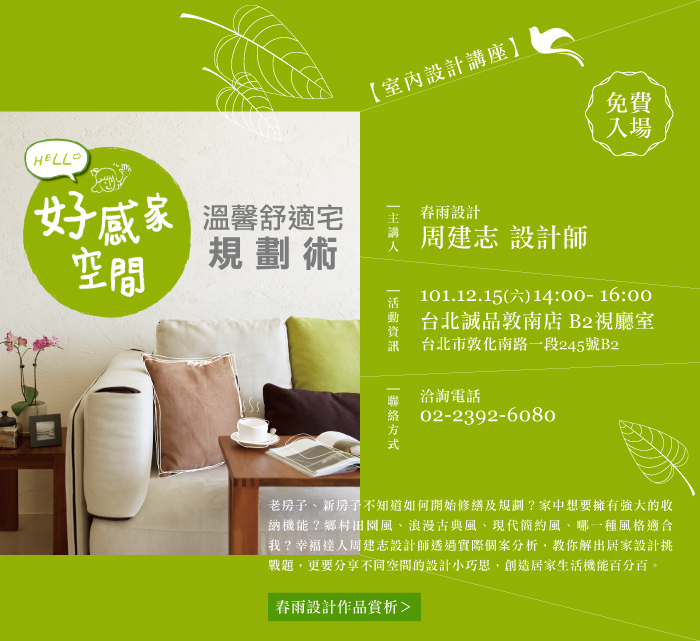 【室內設計講座】
免費
入場
HELLO
好感家
空間
溫馨舒適宅
規劃術
主講人
春雨設計
周建志 設計師
活動資訊
101.12.15(六)14:00- 16:00
台北誠品敦南店 B2視廳室
台北市敦化南路一段245號B2
聯絡方式
洽詢電話
02-2392-6080
老房子、新房子不知道如何開始修繕及規劃？家中想要擁有強大的收
納機能？鄉村田園風、浪漫古典風、現代簡約風、哪一種風格適合
我？幸福達人周建志設計師透過實際個案分析，教你解出居家設計挑
戰題，更要分享不同空間的設計小巧思，創造居家生活機能百分百。
春雨設計作品賞析＞